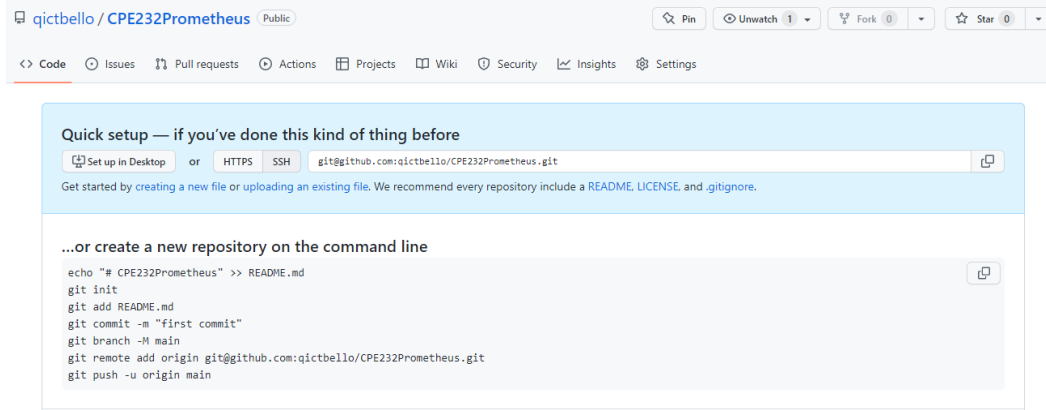 qictbello / CPE232Prometheus Public
Pin Unwatch 1 Fork 0 Star 0
<> Code Issues Pull requests Actions Projects Wiki Security Insights Settings
Quick setup — if you've done this kind of thing before
Set up in Desktop or HTTPS SSH git@github.com:qictbello/CPE232Prometheus.git
Get started by creating a new file or uploading an existing file. We recommend every repository include a README, LICENSE, and .gitignore.
...or create a new repository on the command line
echo "# CPE232Prometheus" >> README.md
git init
git add README.md
git commit -m "first commit"
git branch -M main
git remote add origin git@github.com:qictbello/CPE232Prometheus.git
git push -u origin main